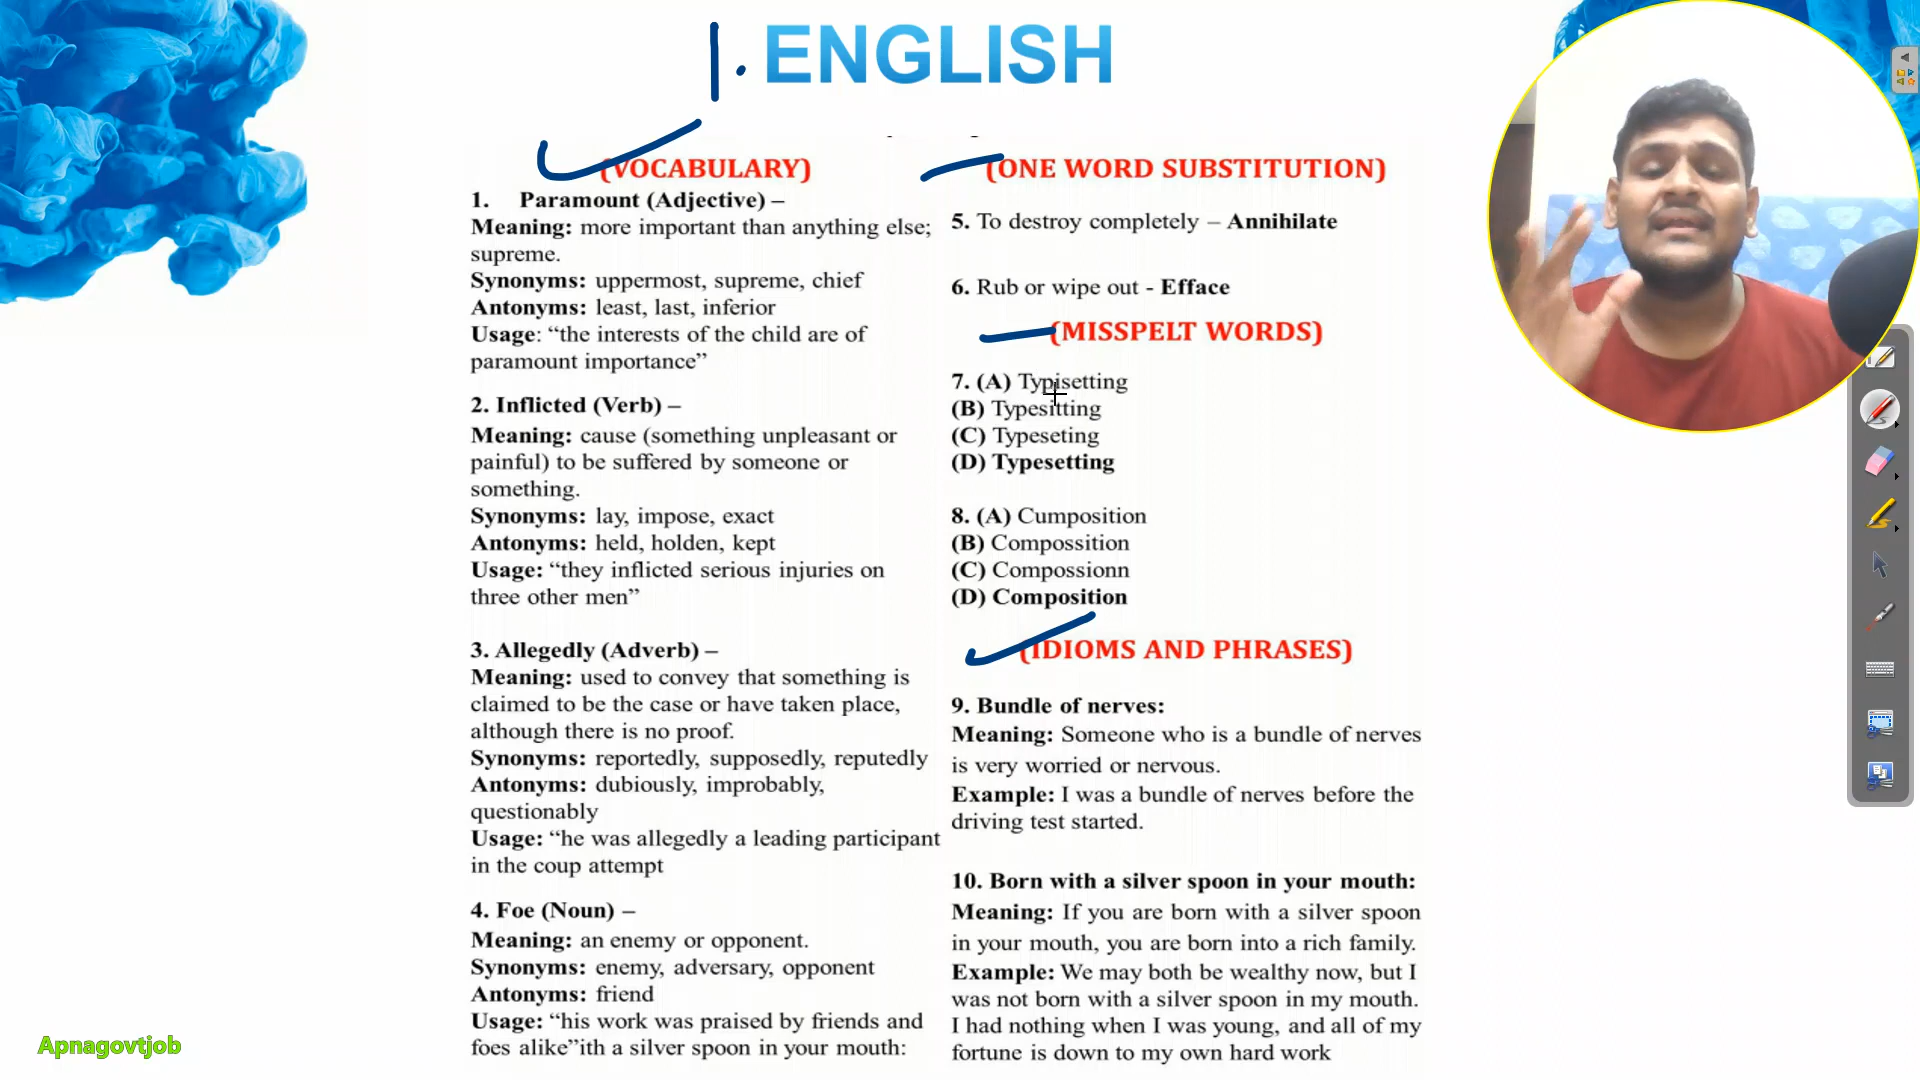 1. ENGLISH
(VOCABULARY)
1. Paramount (Adjective) –
Meaning: more important than anything else;
supreme.
Synonyms: uppermost, supreme, chief
Antonyms: least, last, inferior
Usage: “the interests of the child are of
paramount importance”
2. Inflicted (Verb) –
Meaning: cause (something unpleasant or
painful) to be suffered by someone or
something.
Synonyms: lay, impose, exact
Antonyms: held, holden, kept
Usage: “they inflicted serious injuries on
three other men”
3. Allegedly (Adverb) –
Meaning: used to convey that something is
claimed to be the case or have taken place,
although there is no proof.
Synonyms: reportedly, supposedly, reputedly
Antonyms: dubiously, improbably,
questionably
Usage: “he was allegedly a leading participant
in the coup attempt
4. Foe (Noun) –
Meaning: an enemy or opponent.
Synonyms: enemy, adversary, opponent
Antonyms: friend
Usage: “his work was praised by friends and
foes alike”ith a silver spoon in your mouth:
(ONE WORD SUBSTITUTION)
5. To destroy completely – Annihilate
6. Rub or wipe out - Efface
(MISSPELT WORDS)
7. (A) Typisetting
(B) Typesitting
(C) Typeseting
(D) Typesetting
8. (A) Cumposition
(B) Compossition
(C) Compossionn
(D) Composition
(IDIOMS AND PHRASES)
9. Bundle of nerves:
Meaning: Someone who is a bundle of nerves
is very worried or nervous.
Example: I was a bundle of nerves before the
driving test started.
10. Born with a silver spoon in your mouth:
Meaning: If you are born with a silver spoon
in your mouth, you are born into a rich family.
Example: We may both be wealthy now, but I
was not born with a silver spoon in my mouth.
I had nothing when I was young, and all of my
fortune is down to my own hard work
Apnagovtjob